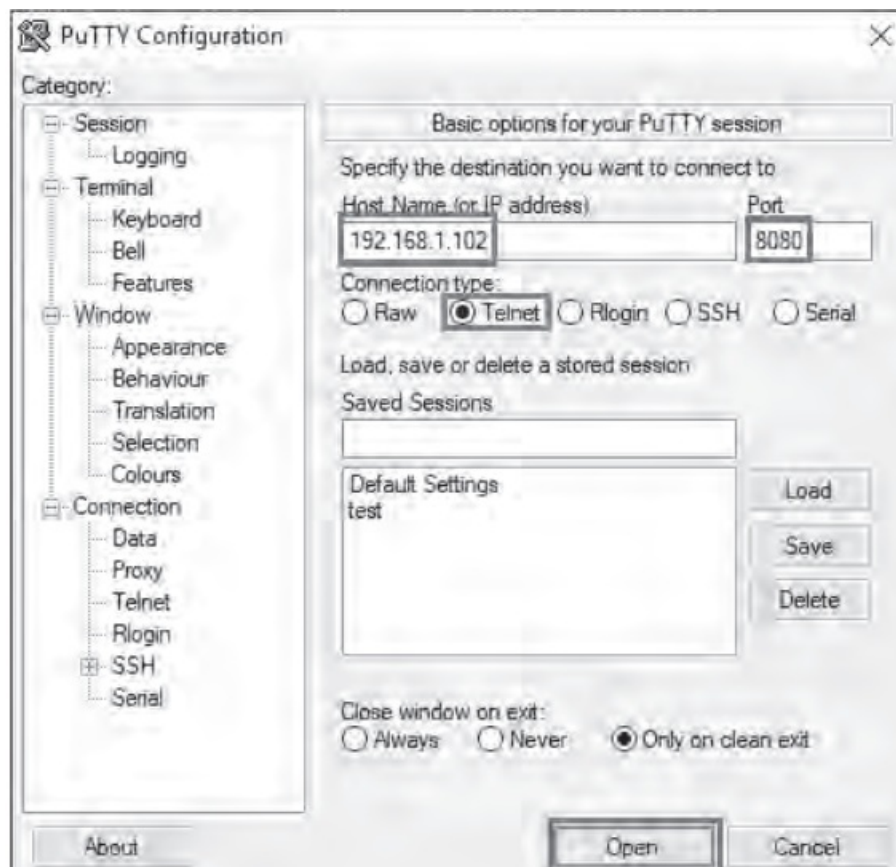 PuTTY Configuration
Category:
Session
Logging
Terminal
Keyboard
Bell
Features
Window
Appearance
Behaviour
Translation
Selection
Colours
Connection
Data
Proxy
Telnet
Rlogin
SSH
Serial
Basic options for your PuTTY session
Specify the destination you want to connect to
Host Name (or IP address) Port
192.168.1.102 8080
Connection type:
Raw Telnet Rlogin SSH Serial
Load, save or delete a stored session
Saved Sessions
Default Settings
test
Load
Save
Delete
Close window on exit:
Always Never Only on clean exit
About Open Cancel